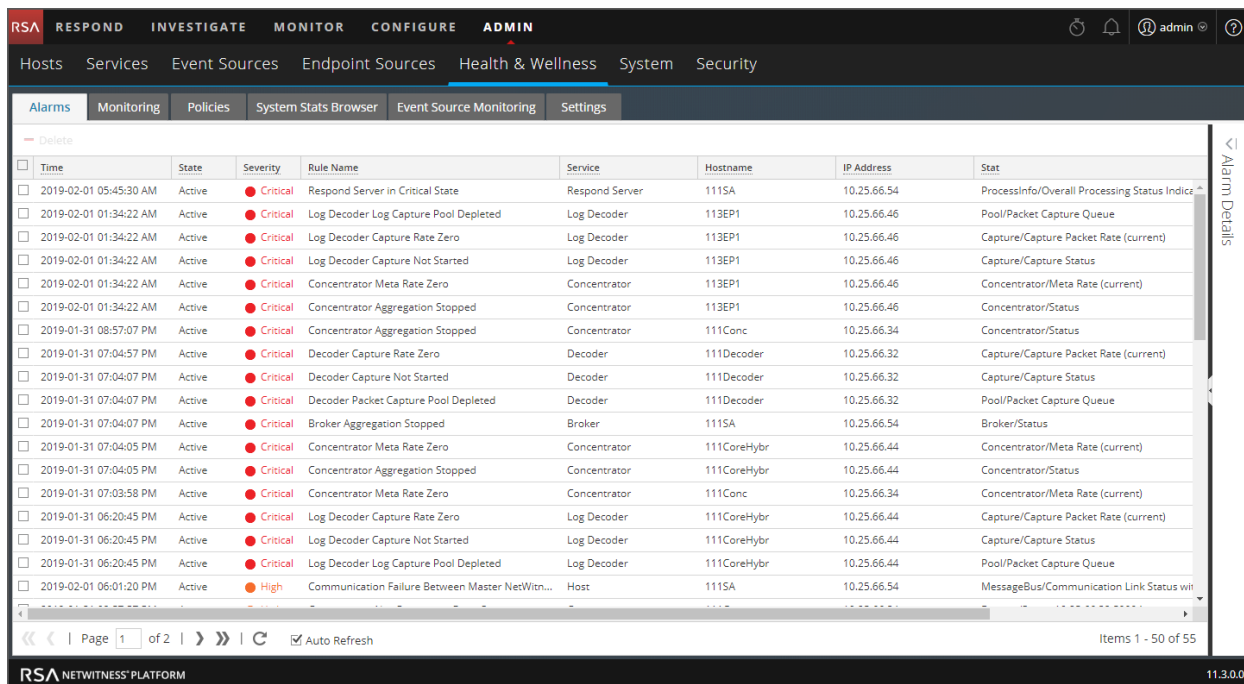 RSA RESPOND INVESTIGATE MONITOR CONFIGURE ADMIN admin
Hosts Services Event Sources Endpoint Sources Health & Wellness System Security
Alarms Monitoring Policies System Stats Browser Event Source Monitoring Settings
Delete
Time State Severity Rule Name Service Hostname IP Address Stat
2019-02-01 05:45:30 AM Active Critical Respond Server in Critical State Respond Server 111SA 10.25.66.54 ProcessInfo/Overall Processing Status Indica
2019-02-01 01:34:22 AM Active Critical Log Decoder Log Capture Pool Depleted Log Decoder 113EP1 10.25.66.46 Pool/Packet Capture Queue
2019-02-01 01:34:22 AM Active Critical Log Decoder Capture Rate Zero Log Decoder 113EP1 10.25.66.46 Capture/Capture Packet Rate (current)
2019-02-01 01:34:22 AM Active Critical Log Decoder Capture Not Started Log Decoder 113EP1 10.25.66.46 Capture/Capture Status
2019-02-01 01:34:22 AM Active Critical Concentrator Meta Rate Zero Concentrator 113EP1 10.25.66.46 Concentrator/Meta Rate (current)
2019-02-01 01:34:22 AM Active Critical Concentrator Aggregation Stopped Concentrator 113EP1 10.25.66.46 Concentrator/Status
2019-01-31 08:57:07 PM Active Critical Concentrator Aggregation Stopped Concentrator 111Conc 10.25.66.34 Concentrator/Status
2019-01-31 07:04:57 PM Active Critical Decoder Capture Rate Zero Decoder 111Decoder 10.25.66.32 Capture/Capture Packet Rate (current)
2019-01-31 07:04:07 PM Active Critical Decoder Capture Not Started Decoder 111Decoder 10.25.66.32 Capture/Capture Status
2019-01-31 07:04:07 PM Active Critical Decoder Packet Capture Pool Depleted Decoder 111Decoder 10.25.66.32 Pool/Packet Capture Queue
2019-01-31 07:04:07 PM Active Critical Broker Aggregation Stopped Broker 111SA 10.25.66.54 Broker/Status
2019-01-31 07:04:05 PM Active Critical Concentrator Meta Rate Zero Concentrator 111CoreHybr 10.25.66.44 Concentrator/Meta Rate (current)
2019-01-31 07:04:05 PM Active Critical Concentrator Aggregation Stopped Concentrator 111CoreHybr 10.25.66.44 Concentrator/Status
2019-01-31 07:03:58 PM Active Critical Concentrator Meta Rate Zero Concentrator 111Conc 10.25.66.34 Concentrator/Meta Rate (current)
2019-01-31 06:20:45 PM Active Critical Log Decoder Capture Rate Zero Log Decoder 111CoreHybr 10.25.66.44 Capture/Capture Packet Rate (current)
2019-01-31 06:20:45 PM Active Critical Log Decoder Capture Not Started Log Decoder 111CoreHybr 10.25.66.44 Capture/Capture Status
2019-01-31 06:20:45 PM Active Critical Log Decoder Log Capture Pool Depleted Log Decoder 111CoreHybr 10.25.66.44 Pool/Packet Capture Queue
2019-02-01 06:01:20 PM Active High Communication Failure Between Master NetWitn... Host 111SA 10.25.66.54 MessageBus/Communication Link Status wit
Alarm Details
Page 1 of 2 Auto Refresh Items 1 - 50 of 55
RSA NETWITNESS® PLATFORM 11.3.0.0